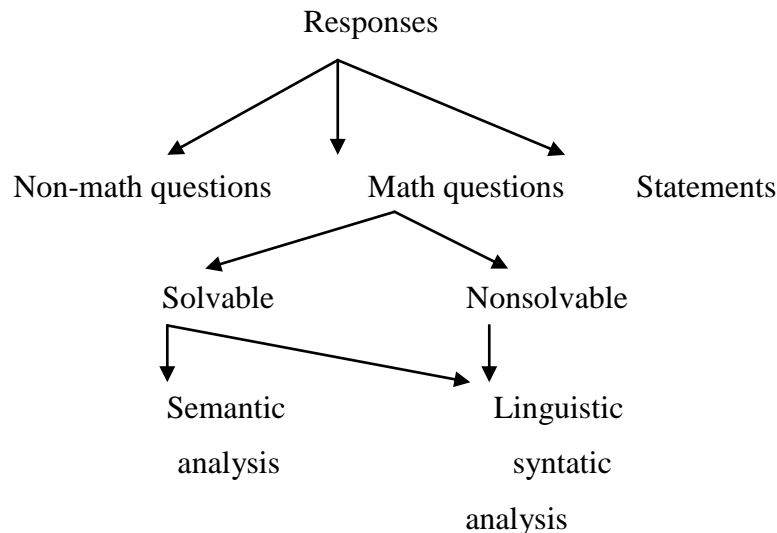 Responses
Non-math questions Math questions Statements
Solvable Nonsolvable
Semantic Linguistic
analysis syntatic
analysis